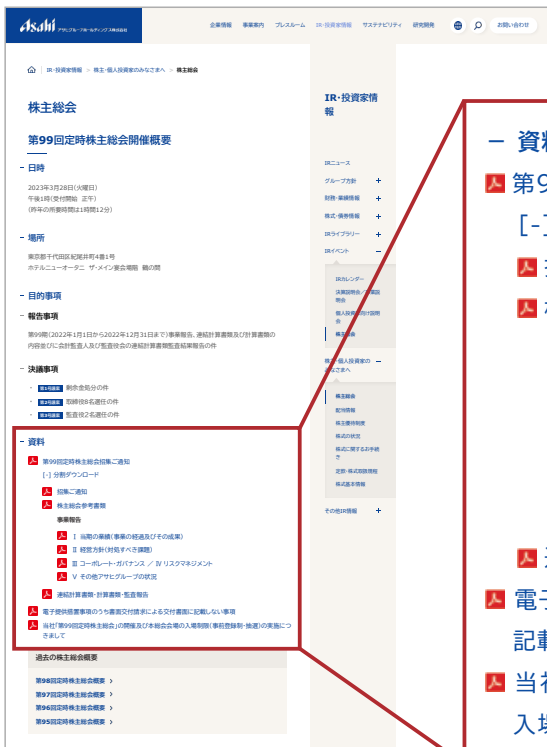 Asahi アサヒグループホールディングス株式会社
企業情報 事業案内 プレスルーム IR・投資家情報 サステナビリティ 研究開発 お問い合わせ
IR・投資家情報 > 株主・個人投資家のみなさまへ > 株主総会
株主総会
第99回定時株主総会開催概要
- 日時
2023年3月28日(火曜日)
午後1時(受付開始 正午)
(昨年の所要時間は1時間12分)
- 場所
東京都千代田区紀尾井町4番1号
ホテルニューオータニ ザ・メイン宴会場階 鶴の間
- 目的事項
- 報告事項
第99期(2022年1月1日から2022年12月31日まで)事業報告、連結計算書類及び計算書類の
内容並びに会計監査人及び監査役会の連結計算書類監査結果報告の件
- 決議事項
・ 第1号議案 剰余金処分の件
・ 第2号議案 取締役8名選任の件
・ 第3号議案 監査役2名選任の件
- 資料
第99回定時株主総会招集ご通知
[-] 分割ダウンロード
招集ご通知
株主総会参考書類
事業報告
Ⅰ 当期の業績(事業の経過及びその成果)
Ⅱ 経営方針(対処すべき課題)
Ⅲ コーポレート・ガバナンス / Ⅳ リスクマネジメント
Ⅴ その他アサヒグループの状況
連結計算書類・計算書類・監査報告
電子提供措置事項のうち書面交付請求による交付書面に記載しない事項
当社「第99回定時株主総会」の開催及び本総会会場の入場制限(事前登録制・抽選)の実施につ
きまして
過去の株主総会概要
第98回定時株主総会概要 >
第97回定時株主総会概要 >
第96回定時株主総会概要 >
第95回定時株主総会概要 >
IR・投資家情
報
IRニュース
グループ方針 +
財務・業績情報 +
株式・債券情報 +
IRライブラリー +
IRイベント −
IRカレンダー
決算説明会/事業説
明会
個人投資家向け説明
会
株主総会
株主・個人投資家の −
みなさまへ
株主総会
配当情報
株主優待制度
株式の状況
株式に関するお手続
き
定款・株式取扱規程
株式基本情報
その他IR情報 +
− 資料
第9
[-]
電子
記載
当社
入場